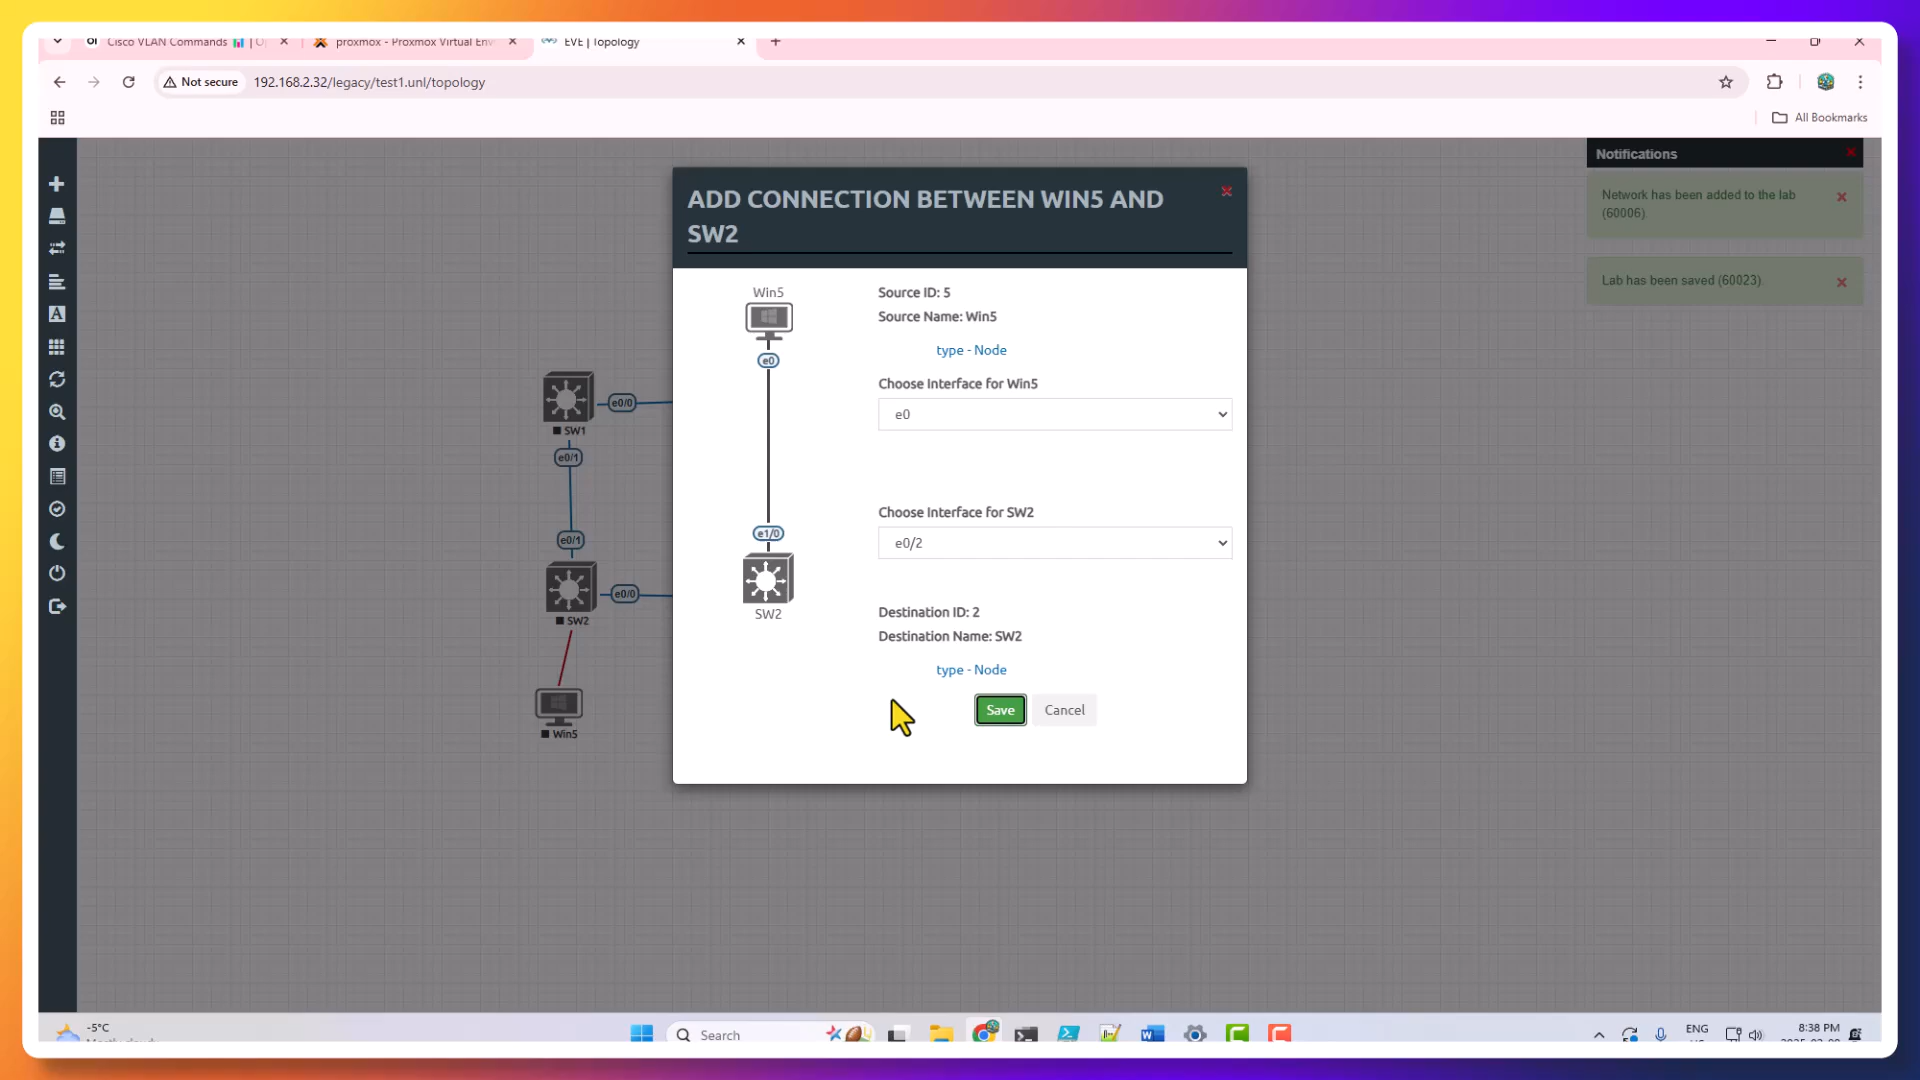 Cisco VLAN Commands
proxmox - Proxmox Virtual Env
EVE | Topology
Not secure
192.168.2.32/legacy/test1.unl/topology
All Bookmarks
Notifications
Network has been added to the lab
(60006).
Lab has been saved (60023).
ADD CONNECTION BETWEEN WIN5 AND
SW2
Win5
e0
e1/0
SW2
Source ID: 5
Source Name: Win5
type - Node
Choose Interface for Win5
e0
Choose Interface for SW2
e0/2
Destination ID: 2
Destination Name: SW2
type - Node
Save
Cancel
e0/0
SW1
e0/1
e0/1
e0/0
SW2
Win5
-5°C
Mostly cloudy
Search
ENG
8:38 PM